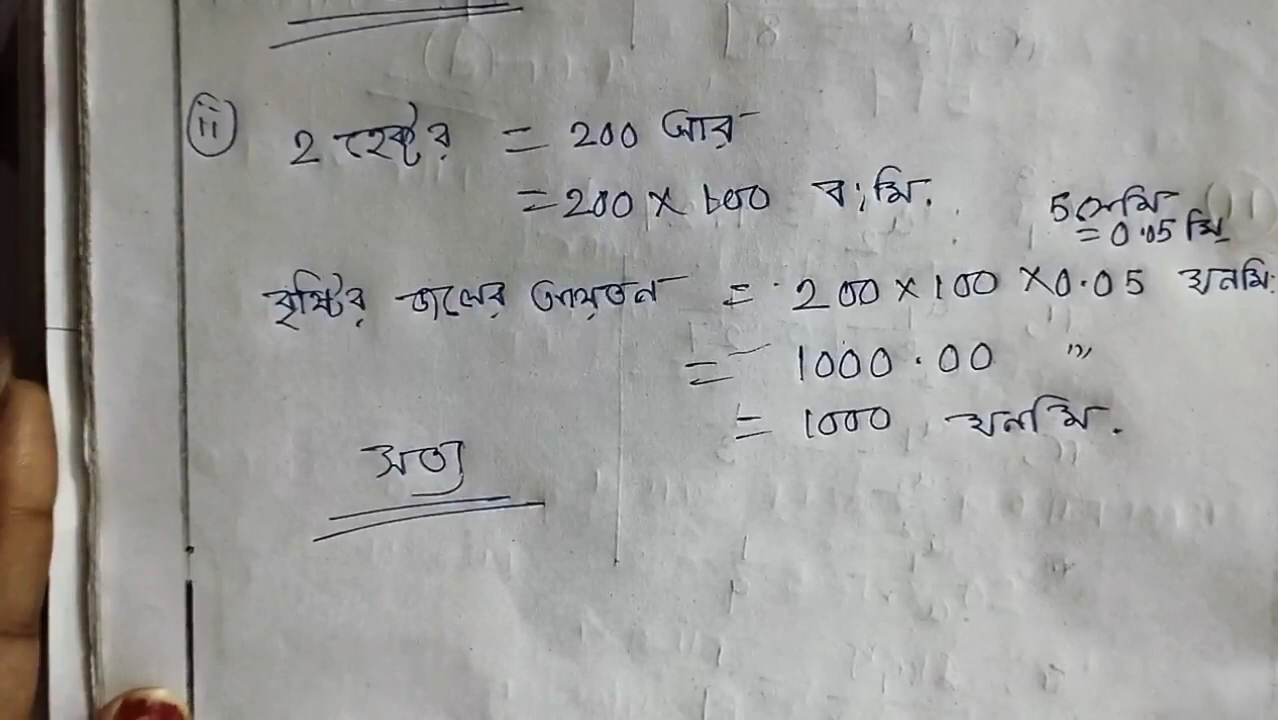 ii 2 হেক্টর = 200 আর
= 200 × 100 ব: মি.
5 সেমি
= 0.05 মি
বৃষ্টির জলের আয়তন = 200 × 100 × 0.05 ঘনমি.
= 1000.00 "
= 1000 ঘনমি.
সত্য